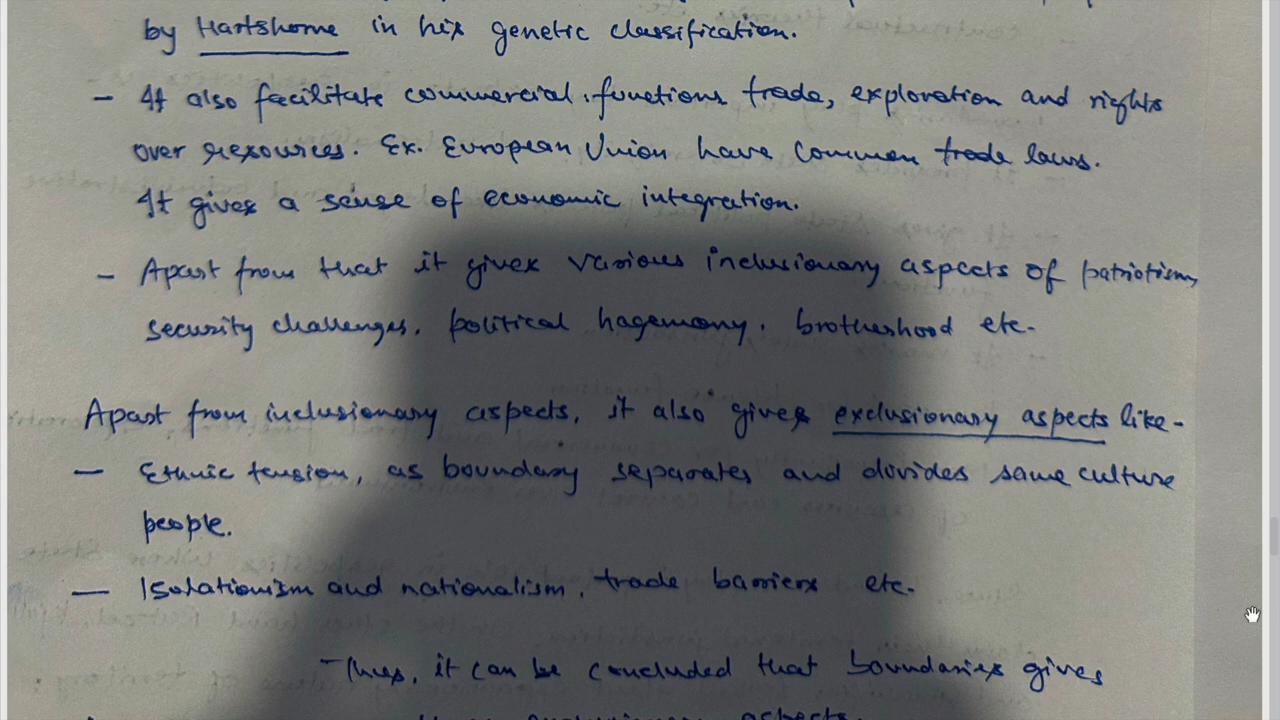 by Hartshorne in his genetic classification.
- It also facilitate commercial functions trade, exploration and rights
over resources. Ex. European Union have common trade laws.
It gives a sense of economic integration.
- Apart from that it gives various inclusionary aspects of patriotism,
security challenges, political hagemony, brotherhood etc.
Apart from inclusionary aspects, it also gives exclusionary aspects like-
- Ethnic tension, as boundary separates and divides same culture
people.
- Isolationism and nationalism, trade barriers etc.
Thus, it can be concluded that boundaries gives
aspects.